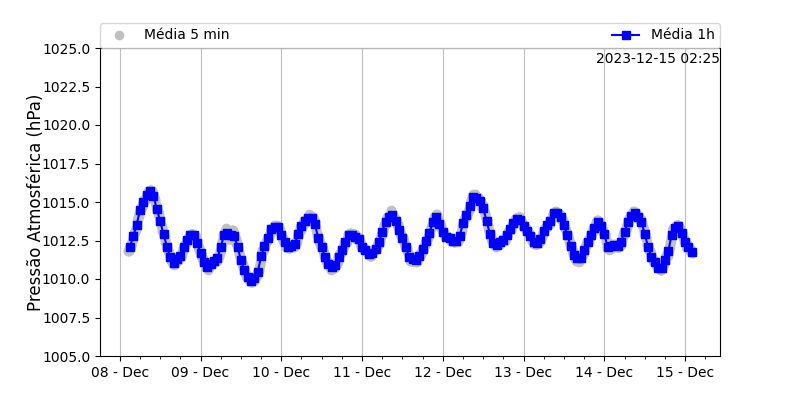 Média 5 min
Média 1h
2023-12-15 02:25
Pressão Atmosférica (hPa)
1025.0
1022.5
1020.0
1017.5
1015.0
1012.5
1010.0
1007.5
1005.0
08 - Dec 09 - Dec 10 - Dec 11 - Dec 12 - Dec 13 - Dec 14 - Dec 15 - Dec